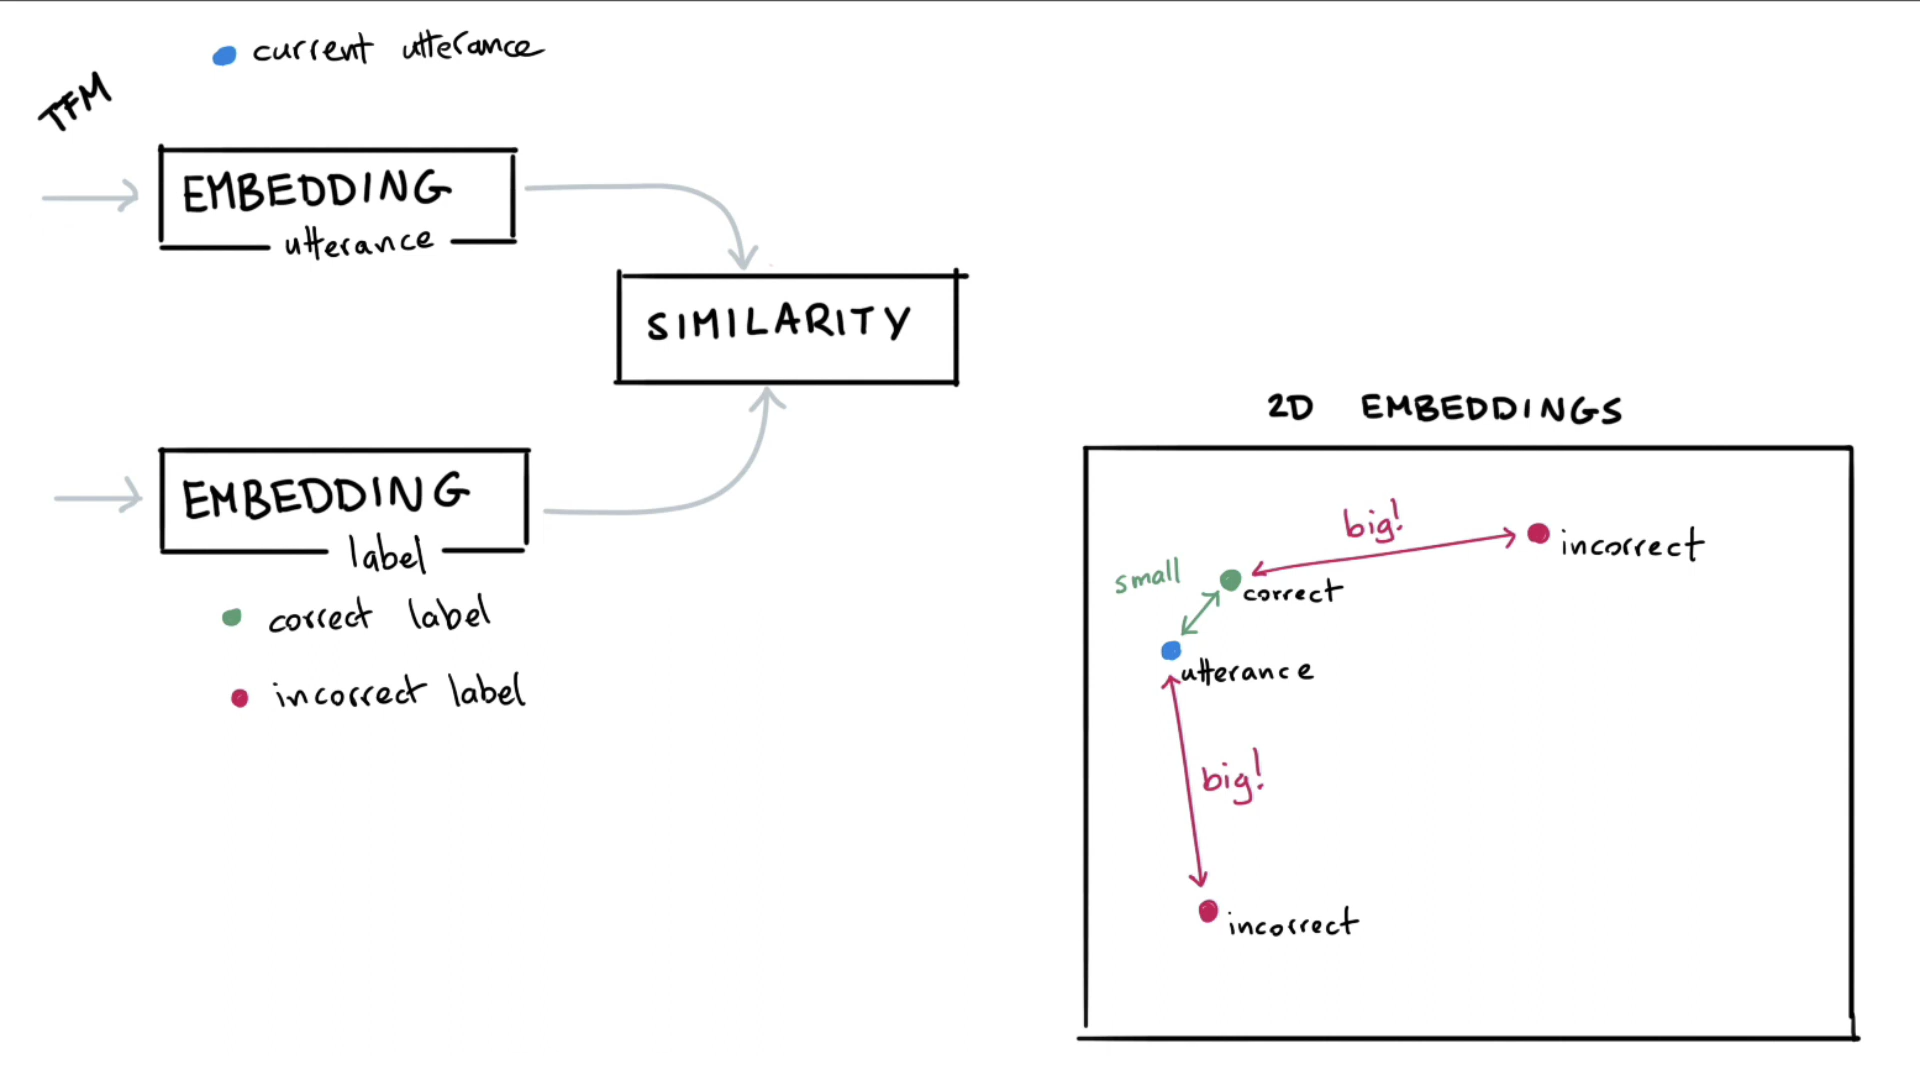 current utterance
TFM
EMBEDDING
utterance
SIMILARITY
EMBEDDING
label
correct label
incorrect label
2D EMBEDDINGS
big!
incorrect
small
correct
utterance
big!
incorrect